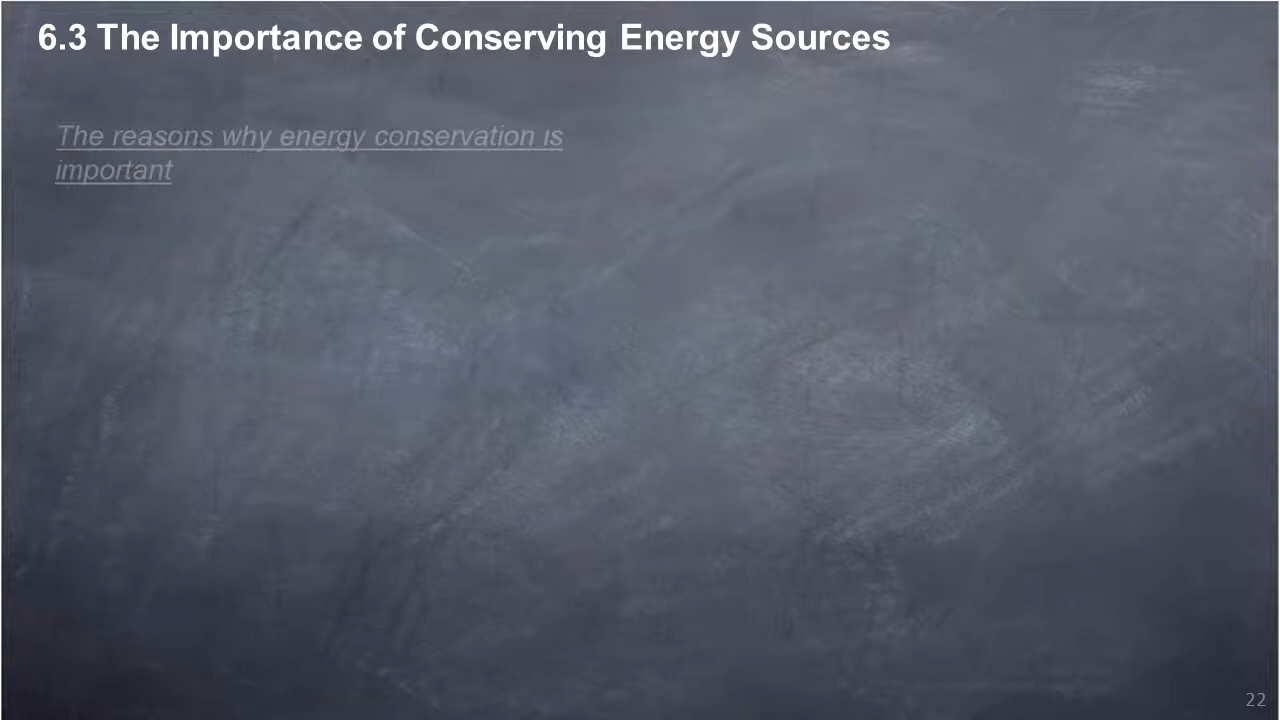 6.3 The Importance of Conserving Energy Sources
The reasons why energy conservation is
important
22